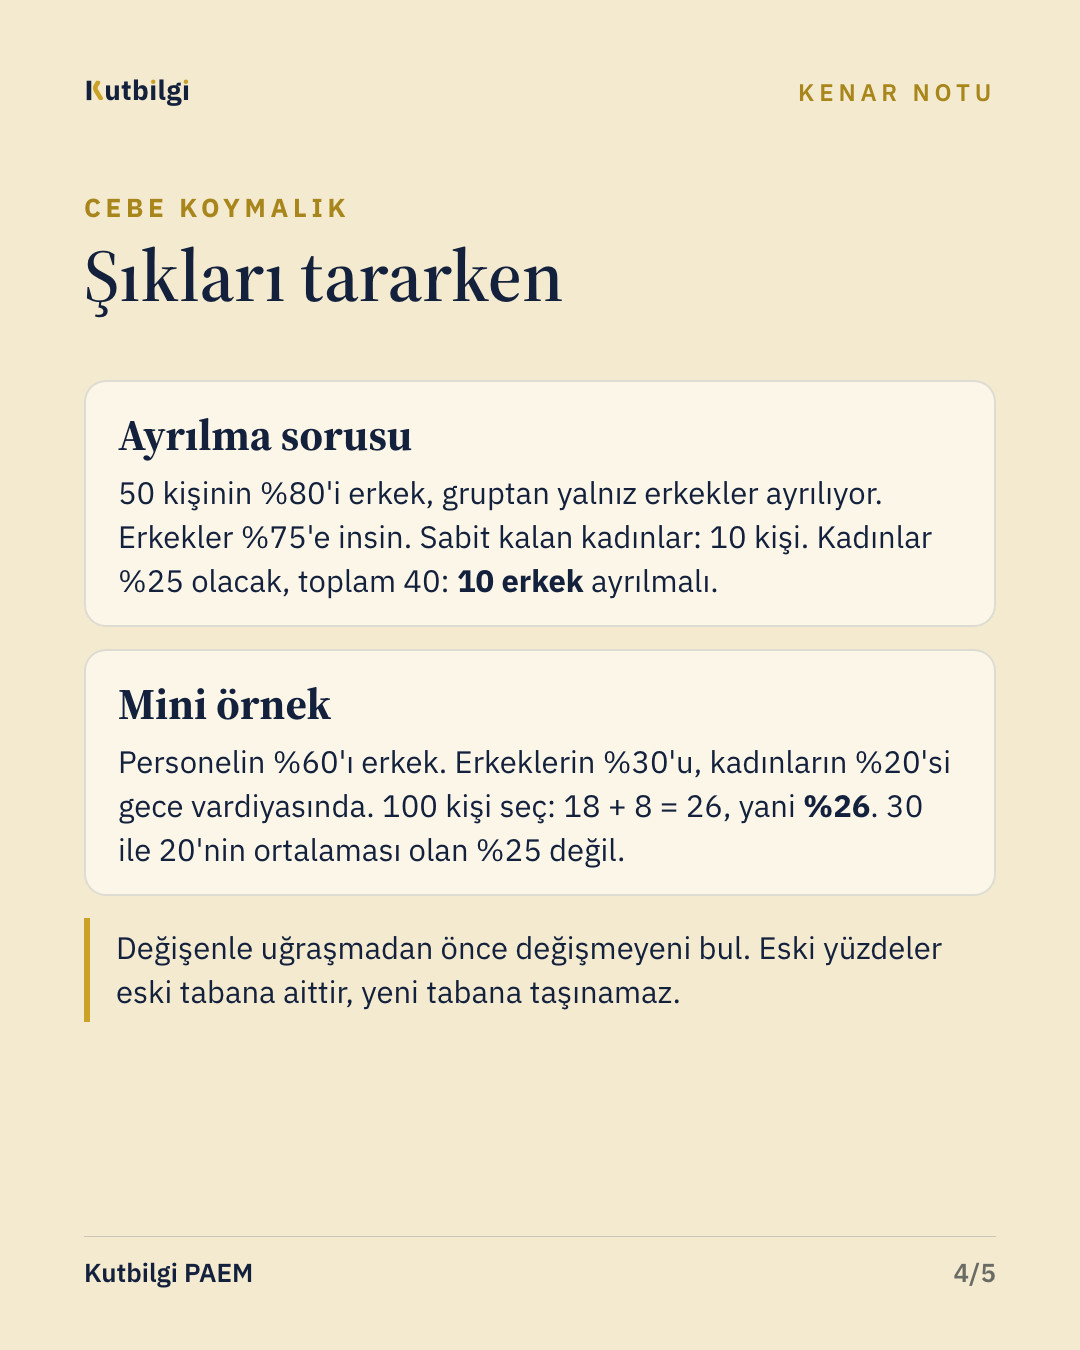 Kutbilgi
KENAR NOTU
CEBE KOYMALIK
Şıkları tararken
Ayrılma sorusu
50 kişinin %80'i erkek, gruptan yalnız erkekler ayrılıyor.
Erkekler %75'e insin. Sabit kalan kadınlar: 10 kişi. Kadınlar
%25 olacak, toplam 40: 10 erkek ayrılmalı.
Mini örnek
Personelin %60'ı erkek. Erkeklerin %30'u, kadınların %20'si
gece vardiyasında. 100 kişi seç: 18 + 8 = 26, yani %26. 30
ile 20'nin ortalaması olan %25 değil.
Değişenle uğraşmadan önce değişmeyeni bul. Eski yüzdeler
eski tabana aittir, yeni tabana taşınamaz.
Kutbilgi PAEM
4/5